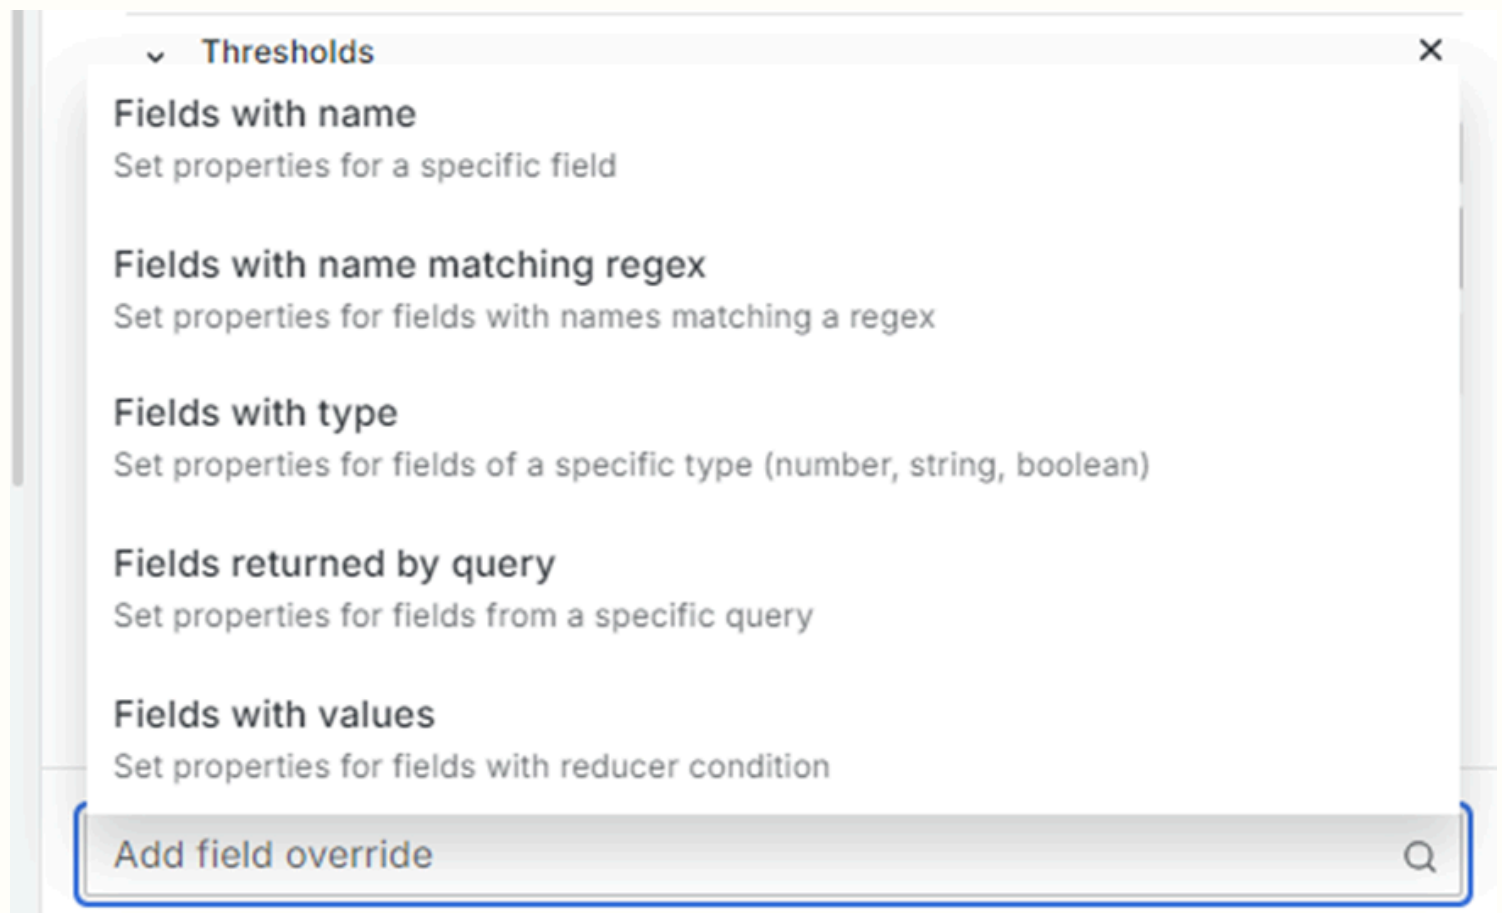 Thresholds
Fields with name
Set properties for a specific field
Fields with name matching regex
Set properties for fields with names matching a regex
Fields with type
Set properties for fields of a specific type (number, string, boolean)
Fields returned by query
Set properties for fields from a specific query
Fields with values
Set properties for fields with reducer condition
Add field override